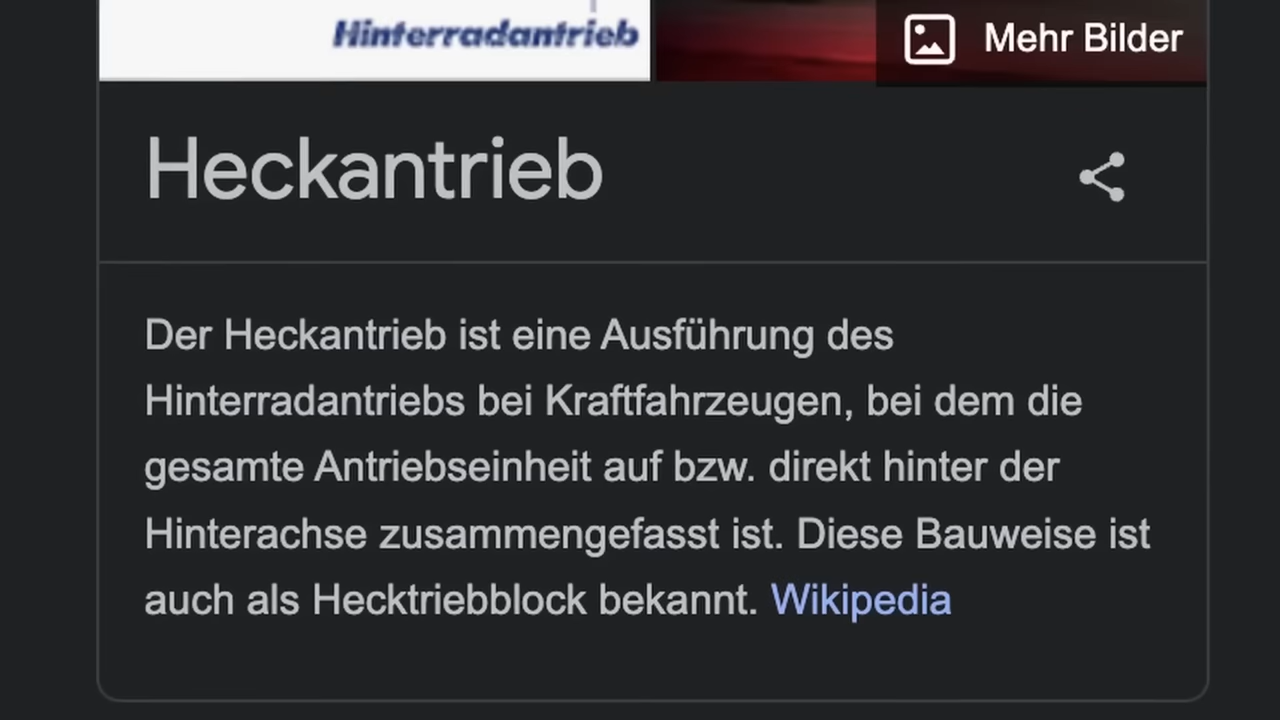 Hinterradantrieb
Mehr Bilder
Heckantrieb
Der Heckantrieb ist eine Ausführung des
Hinterradantriebs bei Kraftfahrzeugen, bei dem die
gesamte Antriebseinheit auf bzw. direkt hinter der
Hinterachse zusammengefasst ist. Diese Bauweise ist
auch als Hecktriebblock bekannt. Wikipedia